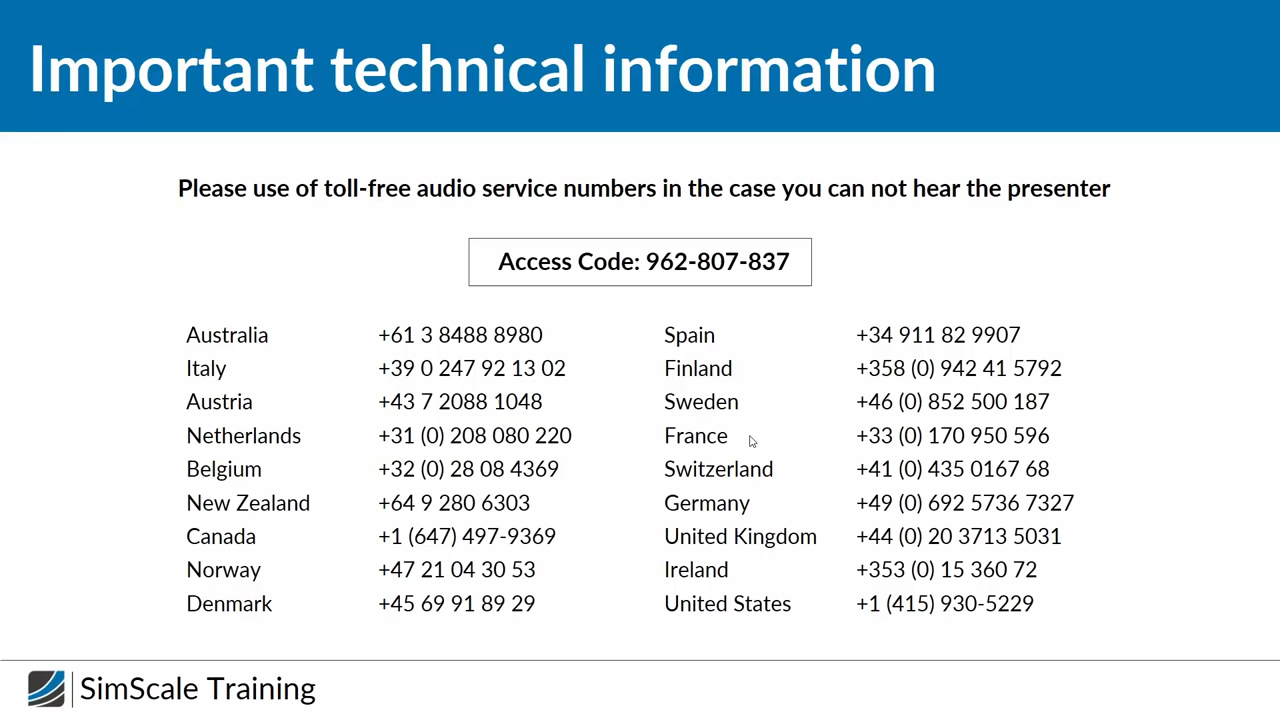 Important technical information
Please use of toll-free audio service numbers in the case you can not hear the presenter
Access Code: 962-807-837
Australia +61 3 8488 8980 Spain +34 911 82 9907
Italy +39 0 247 92 13 02 Finland +358 (0) 942 41 5792
Austria +43 7 2088 1048 Sweden +46 (0) 852 500 187
Netherlands +31 (0) 208 080 220 France +33 (0) 170 950 596
Belgium +32 (0) 28 08 4369 Switzerland +41 (0) 435 0167 68
New Zealand +64 9 280 6303 Germany +49 (0) 692 5736 7327
Canada +1 (647) 497-9369 United Kingdom +44 (0) 20 3713 5031
Norway +47 21 04 30 53 Ireland +353 (0) 15 360 72
Denmark +45 69 91 89 29 United States +1 (415) 930-5229
SimScale Training